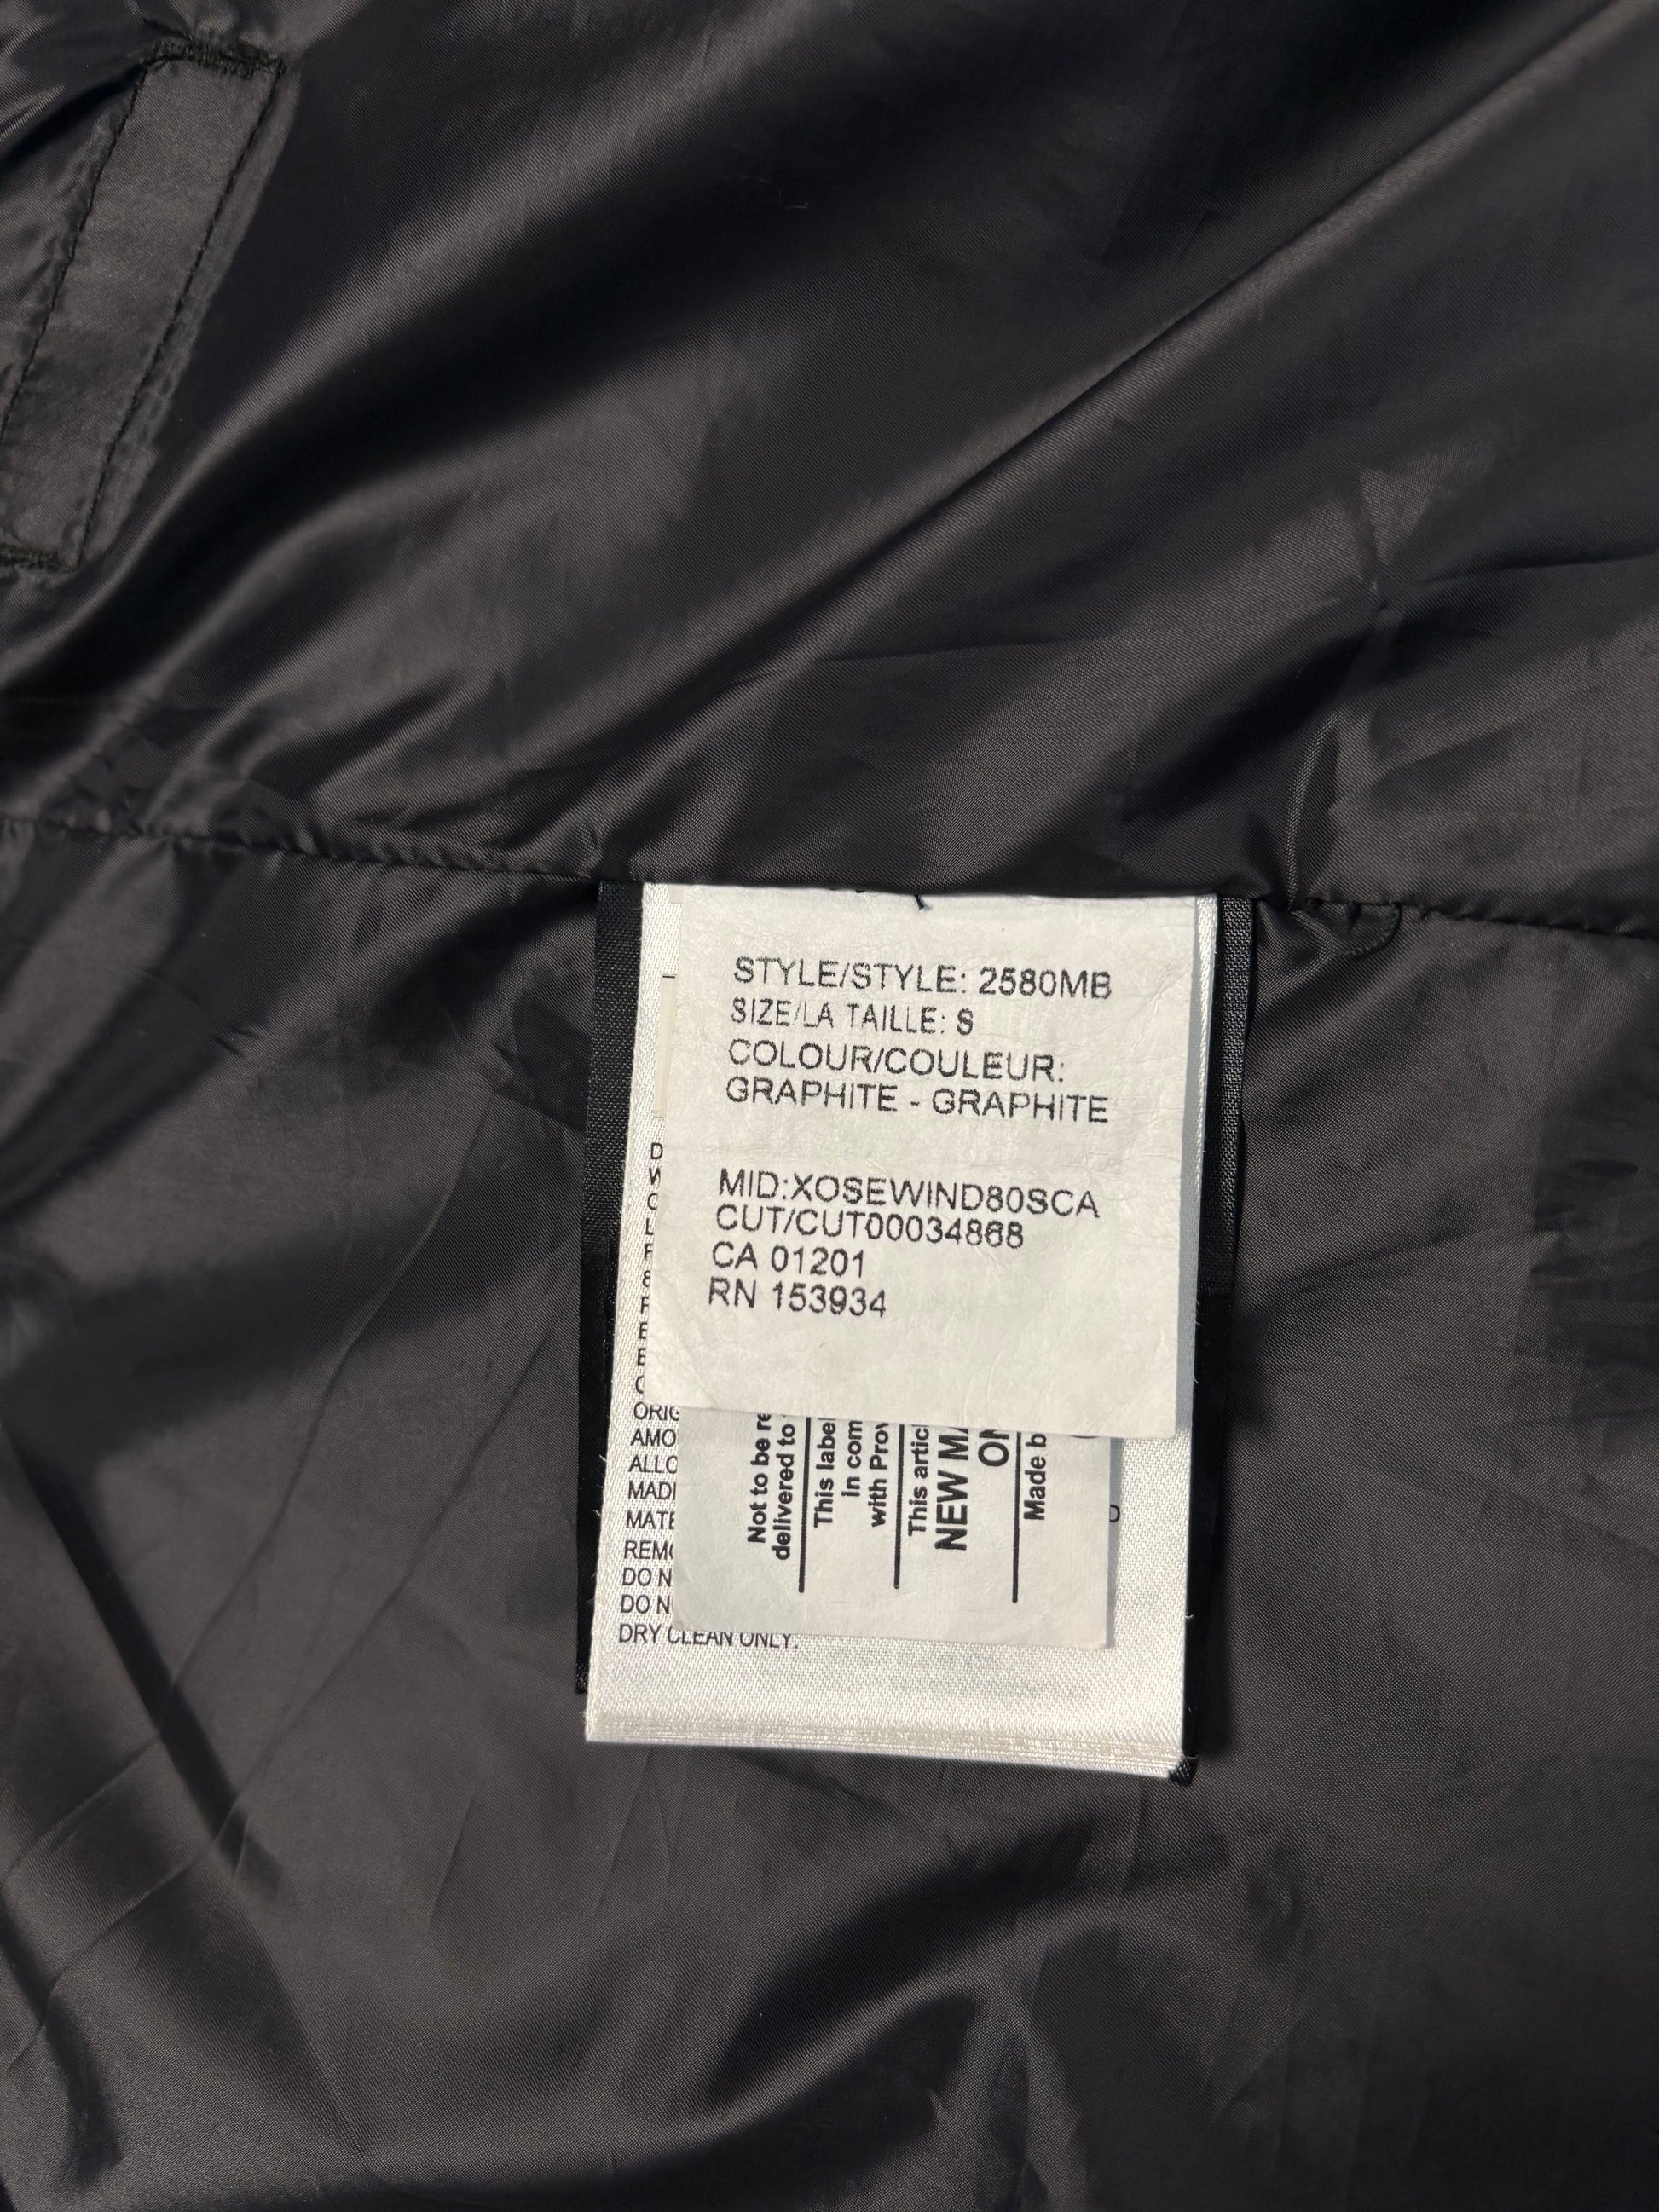 STYLE/STYLE: 2580MB
SIZE/LA TAILLE: S
COLOUR/COULEUR:
GRAPHITE - GRAPHITE
MID:XOSEWIND80SCA
CUT/CUT00034868
CA 01201
RN 153934
ORIG
AMO
ALLO
MADE
MATE
REMO
DO N
DO N
DRY CLEAN ONLY.
Not to be re
delivered to
This label
In com
with Prov
This artic
NEW MA
ON
Made b